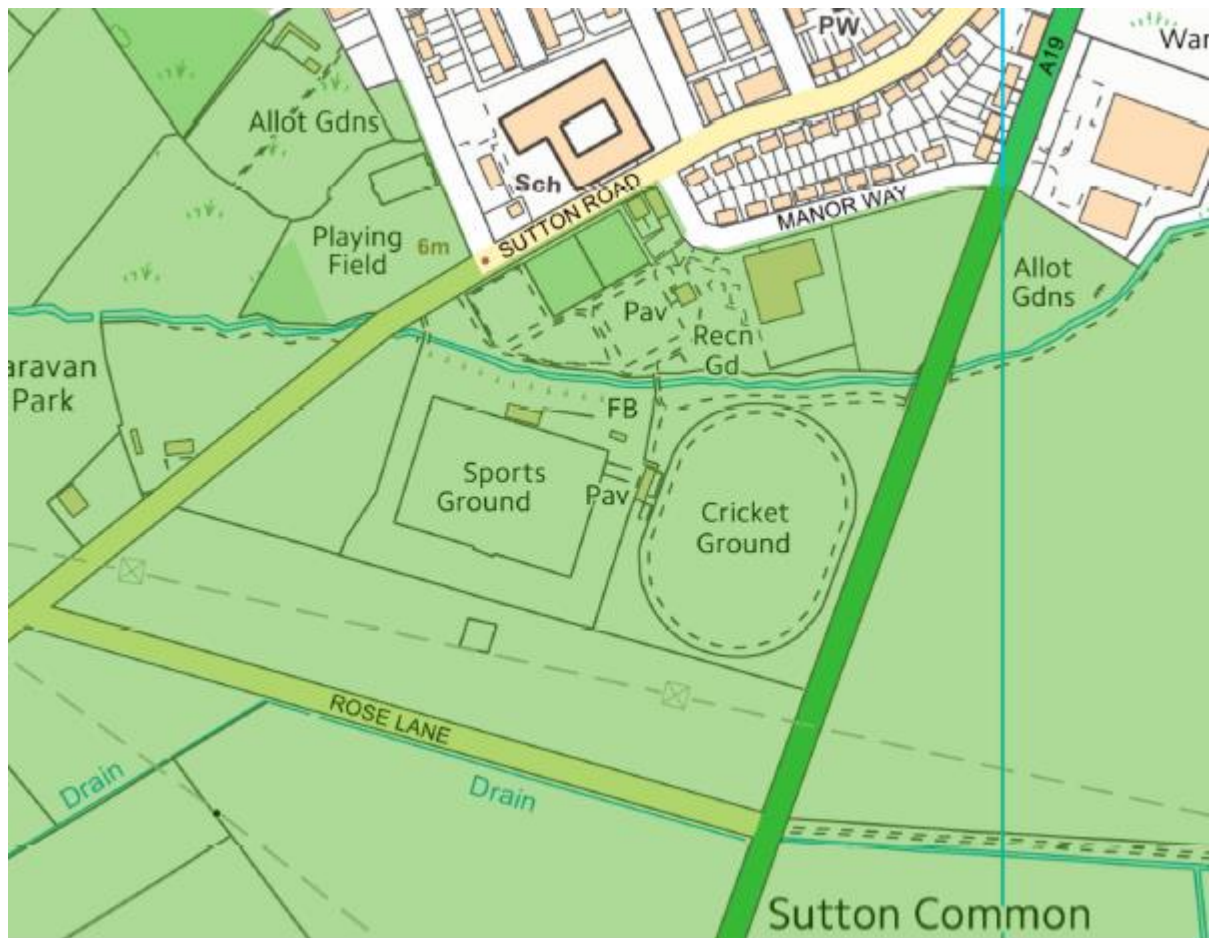 PW
A19
War
Allot Gdns
Sch
SUTTON ROAD
MANOR WAY
Playing
Field
6m
Allot
Gdns
Pav
Recn
Gd
aravan
Park
FB
Sports
Ground
Pav
Cricket
Ground
ROSE LANE
Drain
Drain
Sutton Common